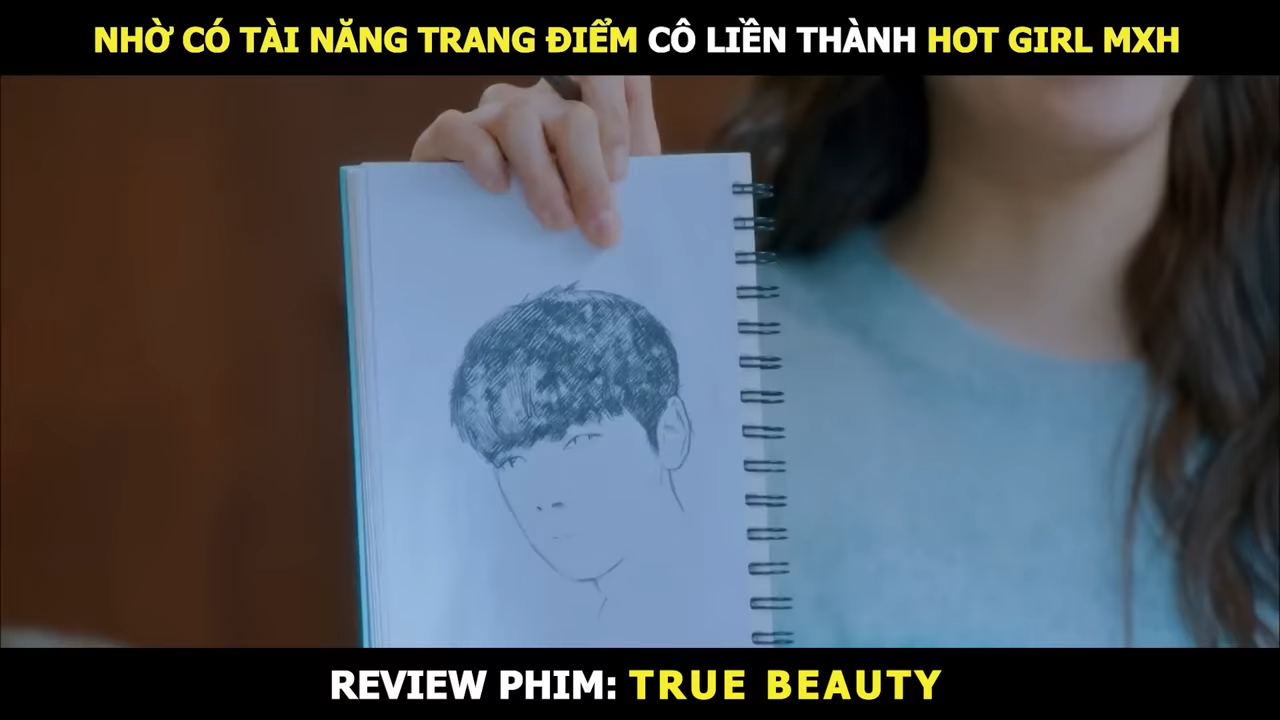 NHỜ CÓ TÀI NĂNG TRANG ĐIỂM CÔ LIỀN THÀNH HOT GIRL MXH
REVIEW PHIM: TRUE BEAUTY